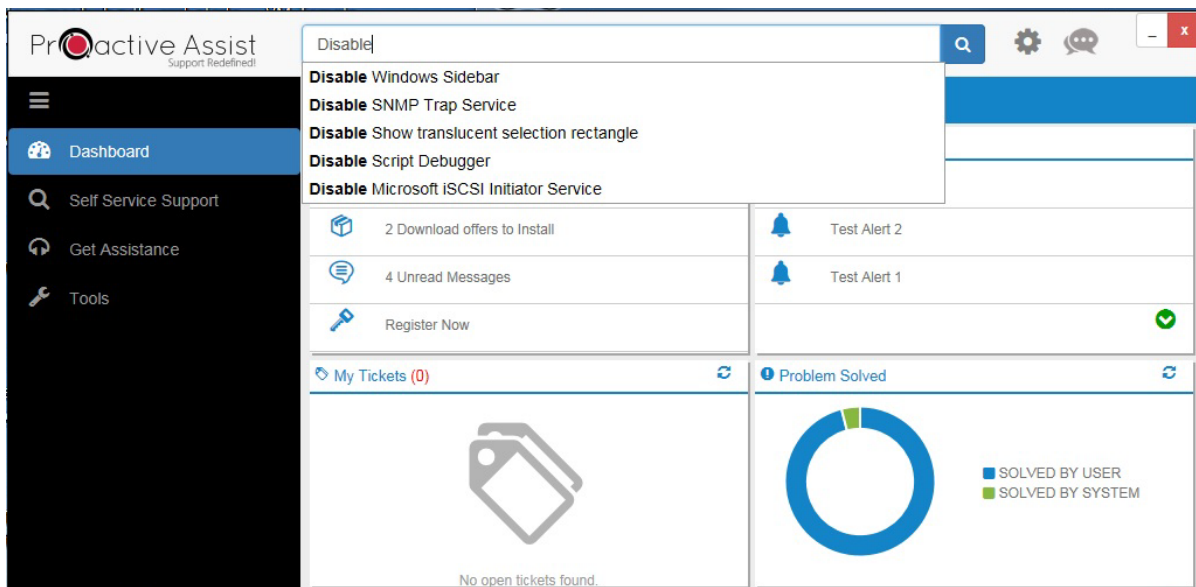 ProactiveAssist
Support Redefined!
Disable
_
x
Disable Windows Sidebar
Disable SNMP Trap Service
Disable Show translucent selection rectangle
Disable Script Debugger
Disable Microsoft iSCSI Initiator Service
Dashboard
Self Service Support
Get Assistance
Tools
2 Download offers to Install
4 Unread Messages
Register Now
Test Alert 2
Test Alert 1
My Tickets (0)
No open tickets found.
Problem Solved
SOLVED BY USER
SOLVED BY SYSTEM